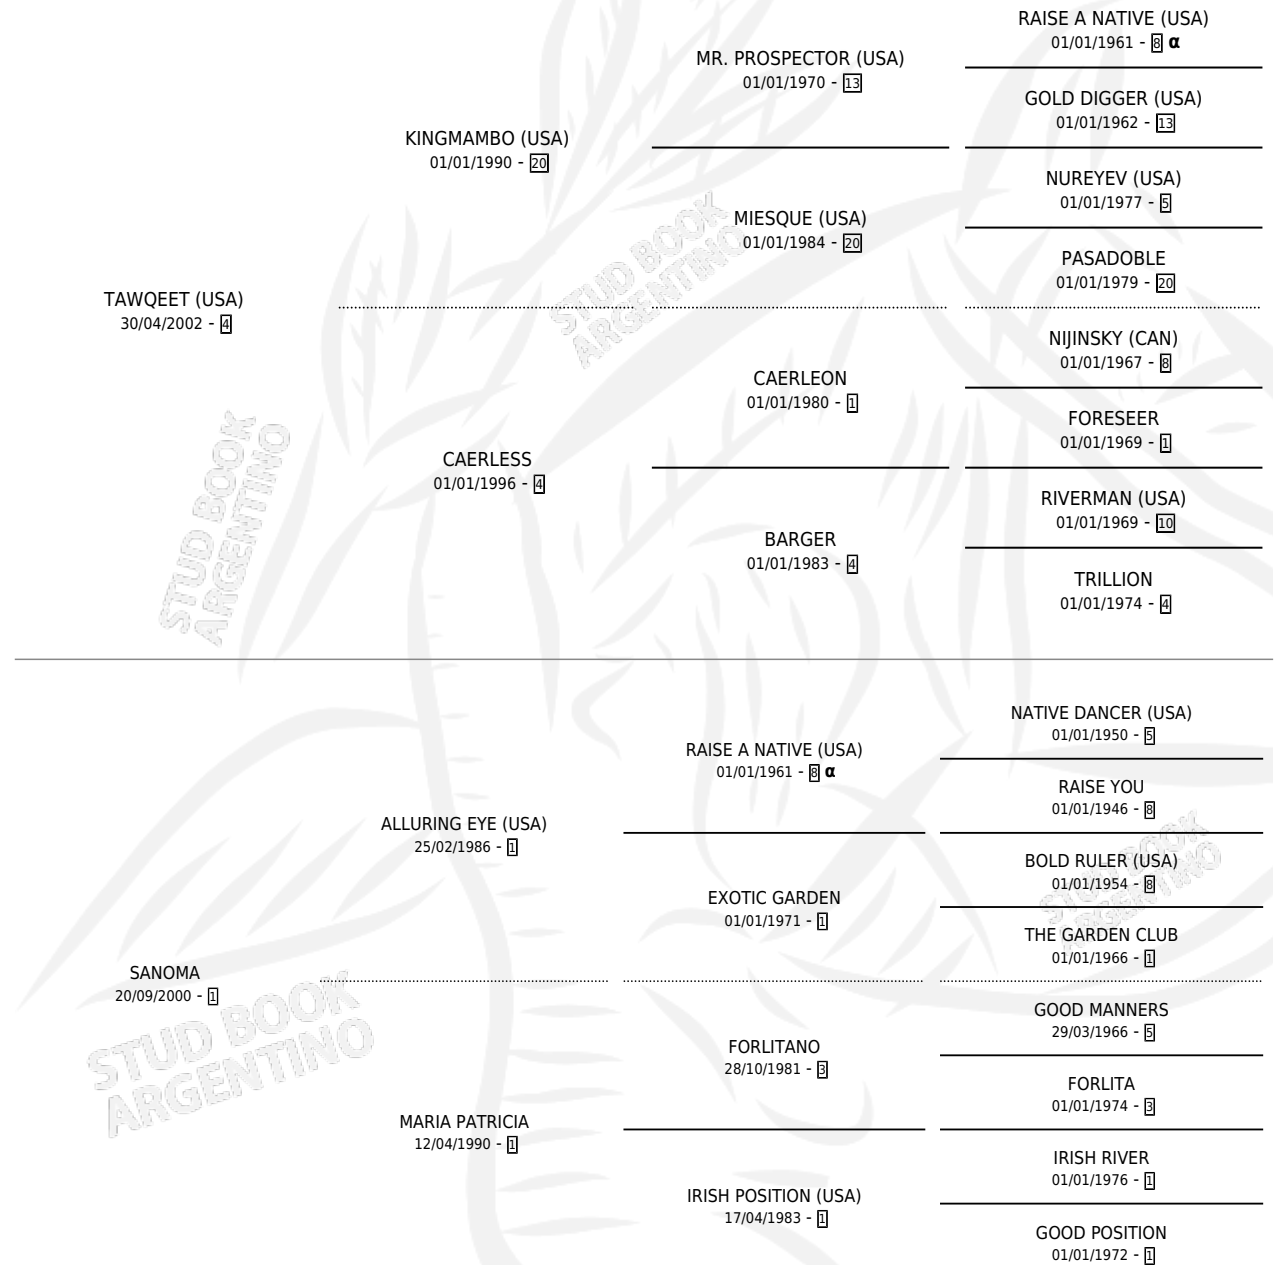 RAISE A NATIVE (USA)
01/01/1961 - 8 α
MR. PROSPECTOR (USA)
01/01/1970 - 13
GOLD DIGGER (USA)
01/01/1962 - 13
KINGMAMBO (USA)
01/01/1990 - 20
NUREYEV (USA)
01/01/1977 - 5
MIESQUE (USA)
01/01/1984 - 20
PASADOBLE
01/01/1979 - 20
TAWQEET (USA)
30/04/2002 - 4
NIJINSKY (CAN)
01/01/1967 - 8
CAERLEON
01/01/1980 - 1
FORESEER
01/01/1969 - 1
CAERLESS
01/01/1996 - 4
RIVERMAN (USA)
01/01/1969 - 10
BARGER
01/01/1983 - 4
TRILLION
01/01/1974 - 4
NATIVE DANCER (USA)
01/01/1950 - 5
RAISE A NATIVE (USA)
01/01/1961 - 8 α
RAISE YOU
01/01/1946 - 8
ALLURING EYE (USA)
25/02/1986 - 1
BOLD RULER (USA)
01/01/1954 - 8
EXOTIC GARDEN
01/01/1971 - 1
THE GARDEN CLUB
01/01/1966 - 1
SANOMA
20/09/2000 - 1
GOOD MANNERS
29/03/1966 - 5
FORLITANO
28/10/1981 - 3
FORLITA
01/01/1974 - 3
MARIA PATRICIA
12/04/1990 - 1
IRISH RIVER
01/01/1976 - 1
IRISH POSITION (USA)
17/04/1983 - 1
GOOD POSITION
01/01/1972 - 1
STUD BOOK
ARGENTINO
STUD BOOK
ARGENTINO
STUD BOOK
ARGENTINO
STUD BOOK
ARGENTINO